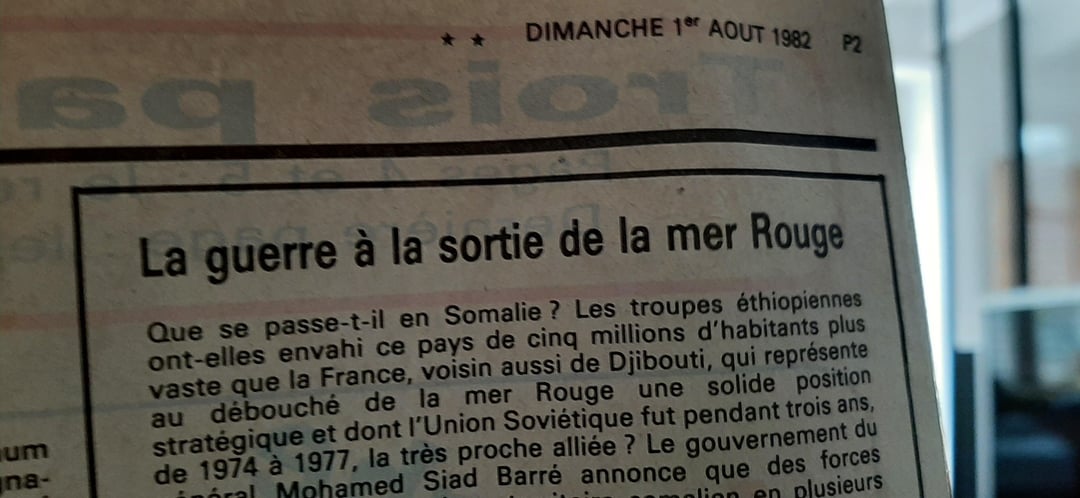 ★ ★ DIMANCHE 1er AOUT 1982 P2
La guerre à la sortie de la mer Rouge
Que se passe-t-il en Somalie ? Les troupes éthiopiennes
ont-elles envahi ce pays de cinq millions d'habitants plus
vaste que la France, voisin aussi de Djibouti, qui représente
au débouché de la mer Rouge une solide position
stratégique et dont l'Union Soviétique fut pendant trois ans,
de 1974 à 1977, la très proche alliée ? Le gouvernement du
Mohamed Siad Barré annonce que des forces
en plusieurs